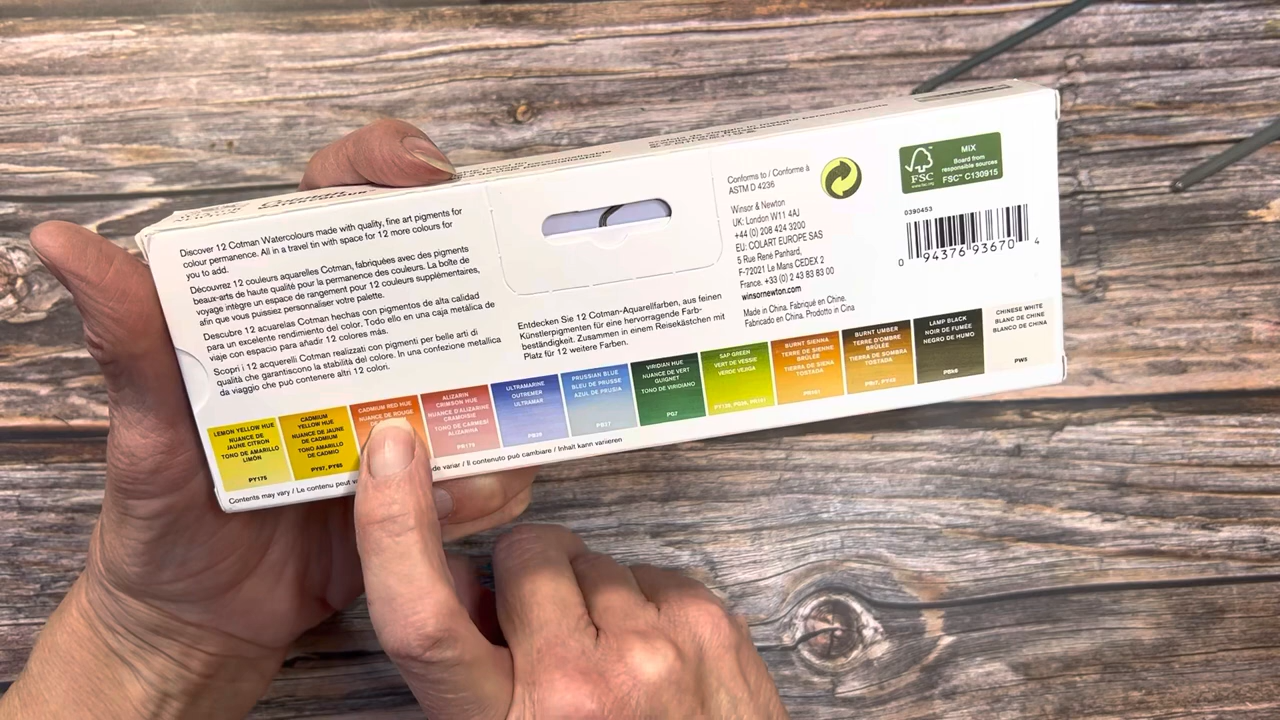 Discover 12 Cotman Watercolours made with quality, fine art pigments for
colour permanence. All in a travel tin with space for 12 more colours for
you to add.
Découvrez 12 couleurs aquarelles Cotman, fabriquées avec des pigments
beaux-arts de haute qualité pour la permanence des couleurs. La boîte de
voyage intègre un espace de rangement pour 12 couleurs supplémentaires,
afin que vous puissiez personnaliser votre palette.
Descubre 12 acuarelas Cotman hechas con pigmentos de alta calidad
para un excelente rendimiento del color. Todo ello en una caja metálica de
viaje con espacio para añadir 12 colores más.
Scopri i 12 acquerelli Cotman realizzati con pigmenti per belle arti di
qualità che garantiscono la stabilità del colore. In una confezione metallica
da viaggio che può contenere altri 12 colori.
Entdecken Sie 12 Cotman-Aquarellfarben, aus feinen
Künstlerpigmenten für eine hervorragende Farb-
beständigkeit. Zusammen in einem Reisekästchen mit
Platz für 12 weitere Farben.
Conforms to / Conforme à
ASTM D 4236
Winsor & Newton
UK: London W11 4AJ
+44 (0) 208 424 3200
EU: COLART EUROPE SAS
5 Rue René Panhard,
F-72021 Le Mans CEDEX 2
France. +33 (0) 2 43 83 83 00
winsornewton.com
Made in China. Fabriqué en Chine.
Fabricado en China. Prodotto in Cina
FSC
www.fsc.org
MIX
Board from
responsible sources
FSC™ C130915
0390453
0 94376 93670 4
LEMON YELLOW HUE
NUANCE DE
JAUNE CITRON
TONO DE AMARILLO
LIMÓN
PY175
CADMIUM
YELLOW HUE
NUANCE DE JAUNE
DE CADMIUM
TONO AMARILLO
DE CADMIO
PY97, PY65
CADMIUM RED HUE
NUANCE DE ROUGE
ALIZARIN
CRIMSON HUE
NUANCE D'ALIZARINE
CRAMOISIE
TONO DE CARMESÍ
ALIZARINA
PR179
ULTRAMARINE
OUTREMER
ULTRAMAR
PB29
PRUSSIAN BLUE
BLEU DE PRUSSE
AZUL DE PRUSIA
PB27
VIRIDIAN HUE
NUANCE DE VERT
GUIGNET
TONO DE VIRIDIANO
PG7
SAP GREEN
VERT DE VESSIE
VERDE VEJIGA
BURNT SIENNA
TERRE DE SIENNE
BRÛLÉE
TIERRA DE SIENA
TOSTADA
PR101
BURNT UMBER
TERRE D'OMBRE
BRÛLÉE
TIERRA DE SOMBRA
TOSTADA
LAMP BLACK
NOIR DE FUMÉE
NEGRO DE HUMO
CHINESE WHITE
BLANC DE CHINE
BLANCO DE CHINA
PW5
Contents may vary / Le contenu peut
de variar / Il contenuto può cambiare / Inhalt kann variieren